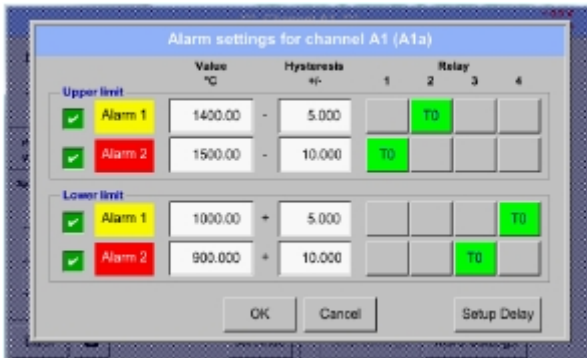 Alarm settings for channel A1 (A1a)
Value Hysteresis Relay
°C +/- 1 2 3 4
Upper limit
Alarm 1 1400.00 - 5.000 T0
Alarm 2 1500.00 - 10.000 T0
Lower limit
Alarm 1 1000.00 + 5.000 T0
Alarm 2 900.000 + 10.000 T0
OK Cancel Setup Delay